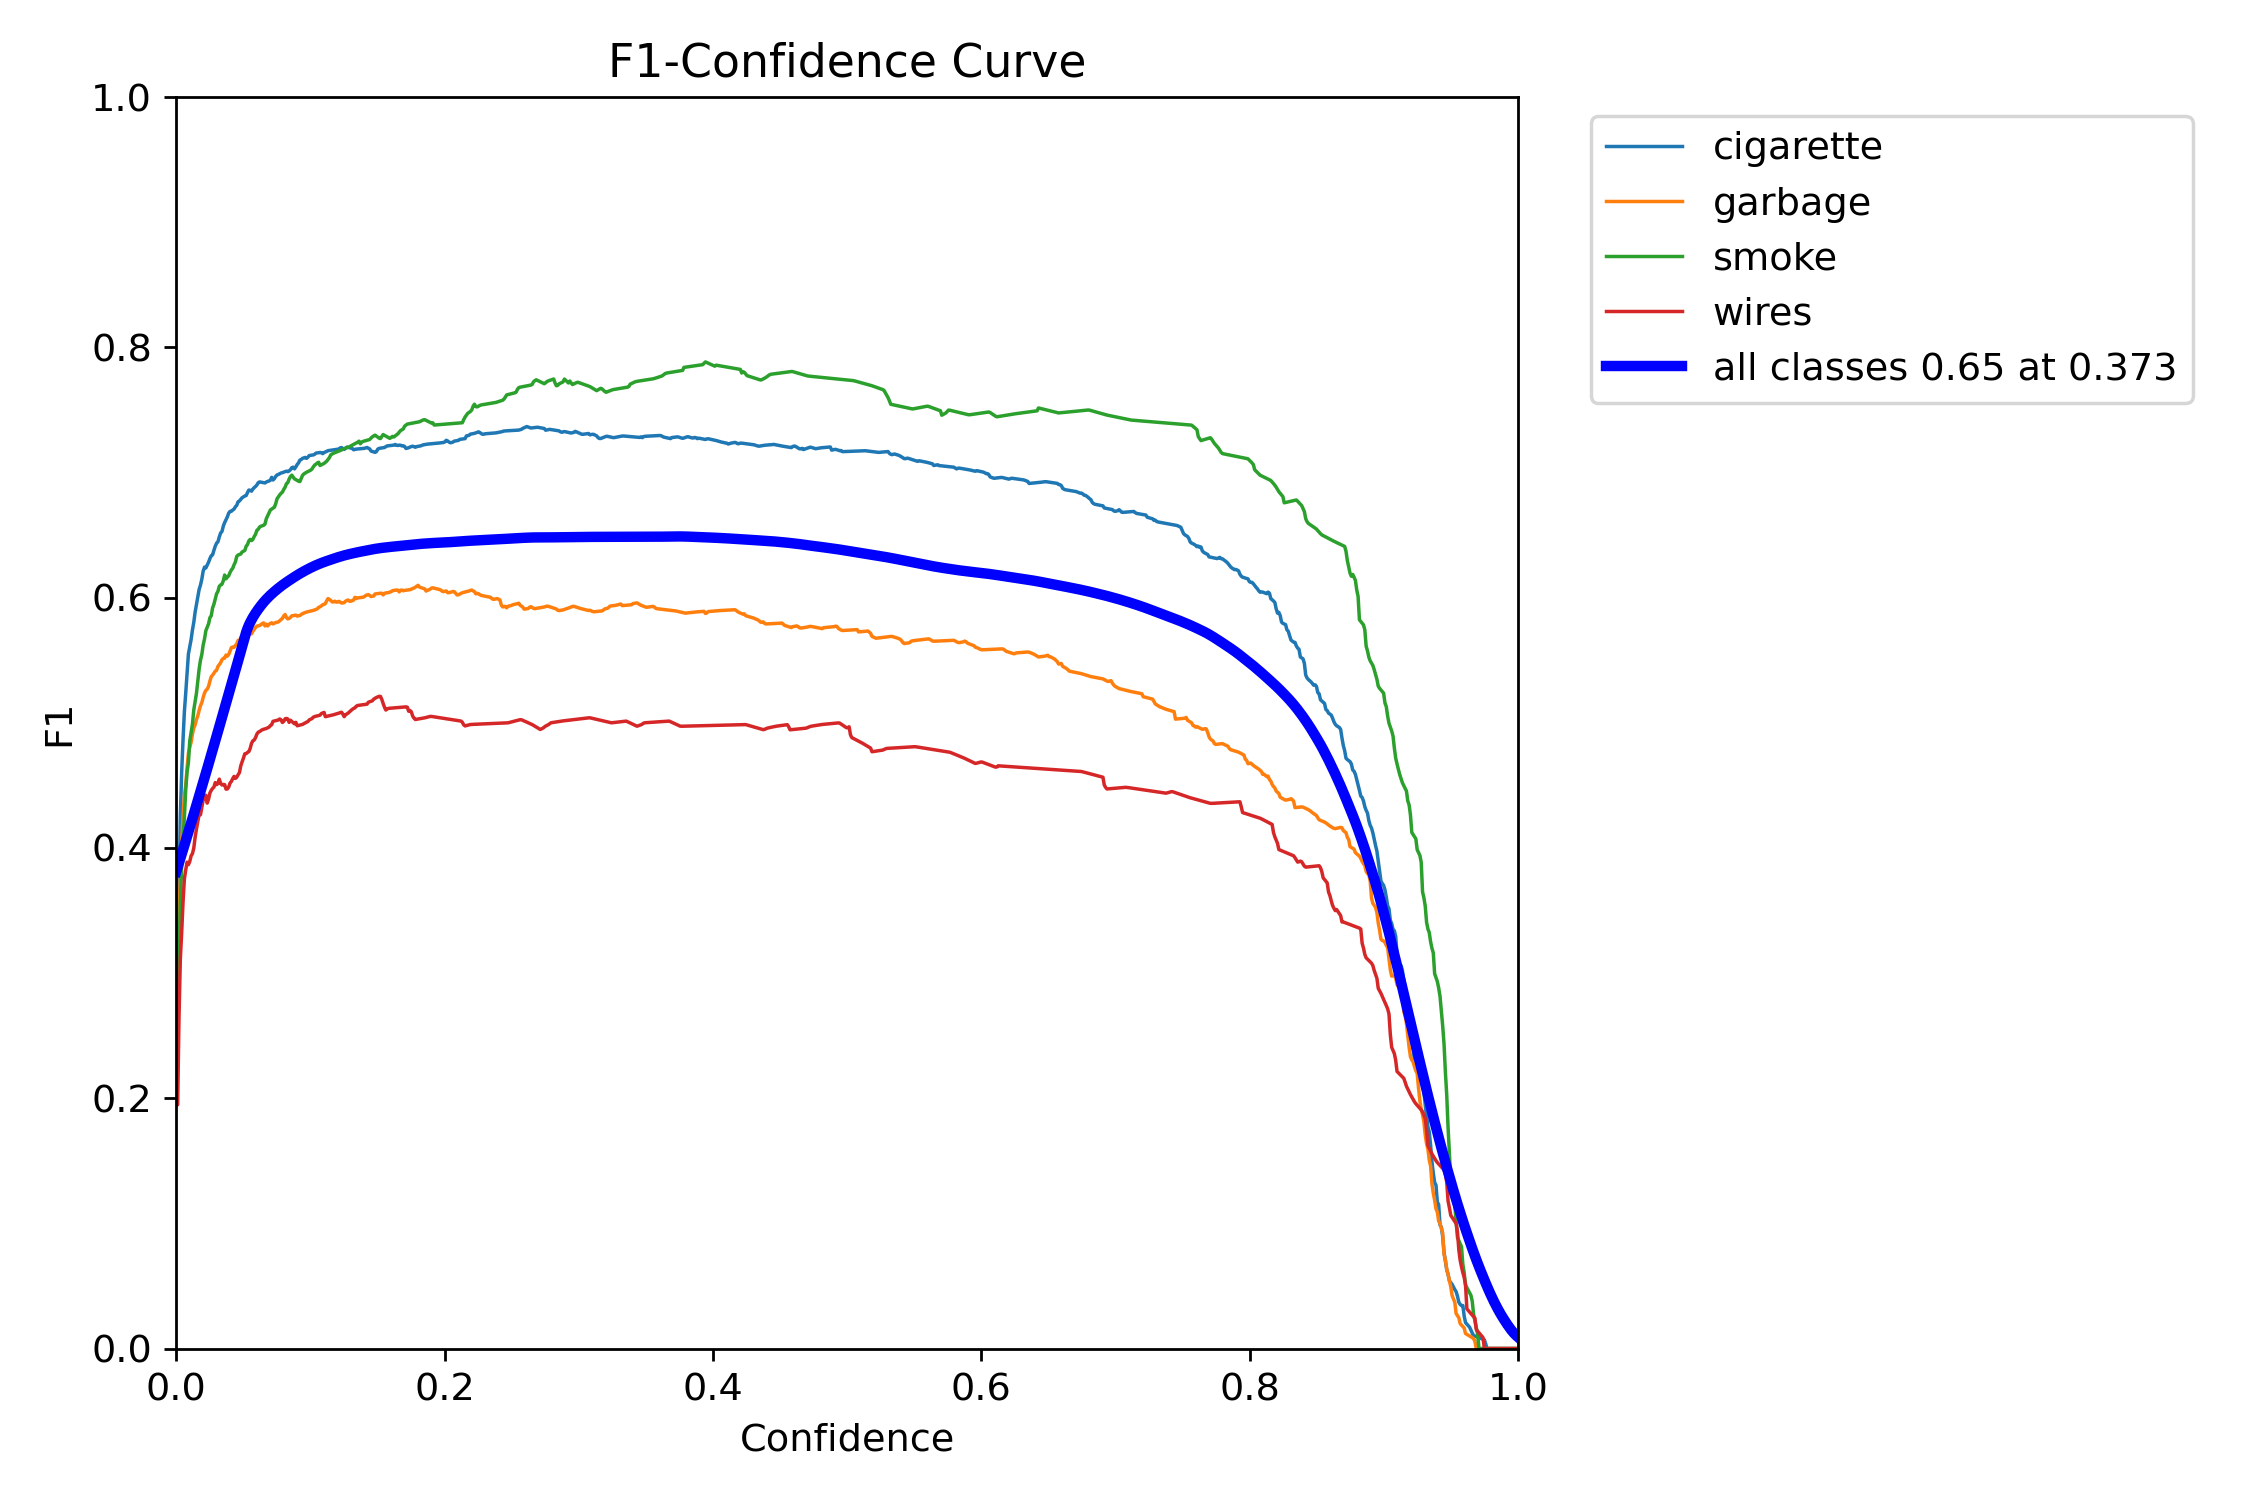 F1-Confidence Curve
1.0
0.8
0.6
0.4
0.2
0.0
F1
0.0 0.2 0.4 0.6 0.8 1.0
Confidence
cigarette
garbage
smoke
wires
all classes 0.65 at 0.373